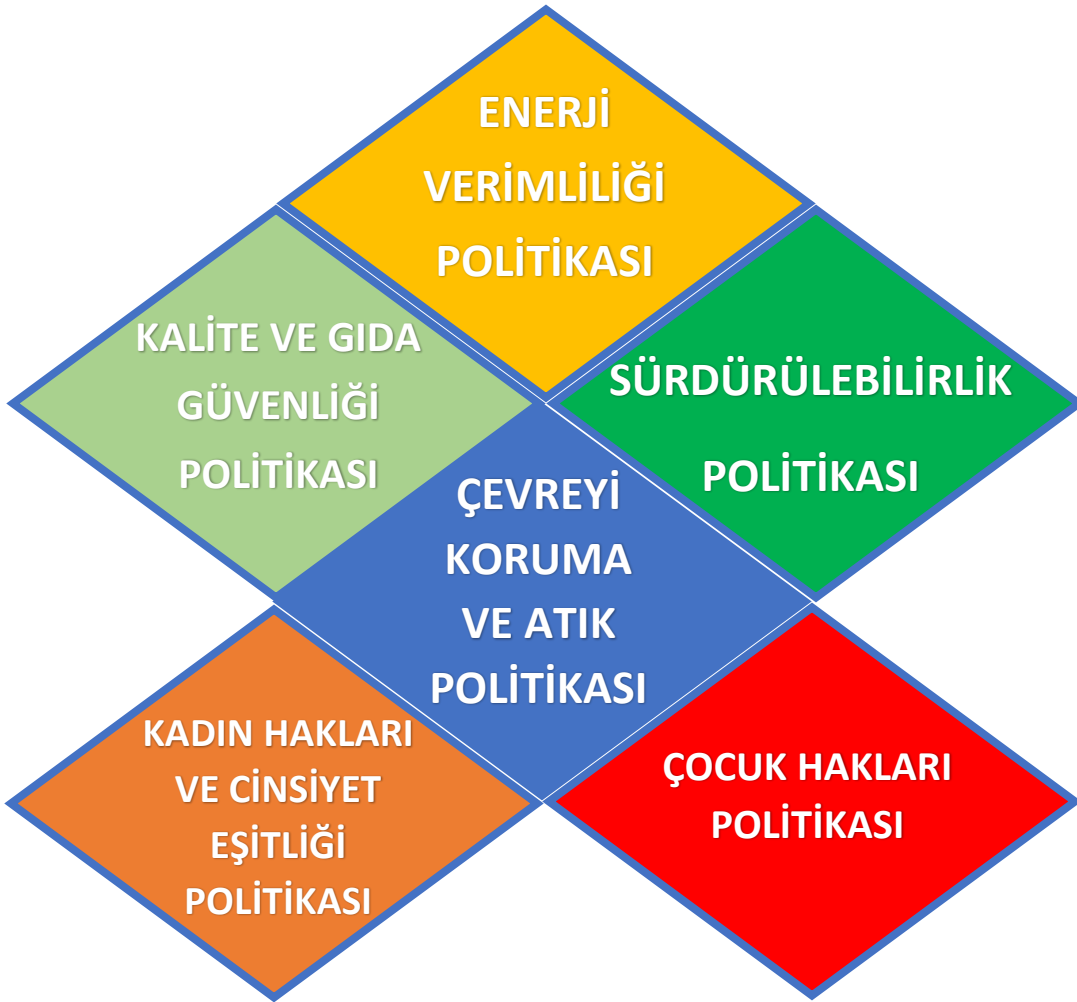 ENERJİ
VERİMLİLİĞİ
POLİTİKASI
KALİTE VE GIDA
GÜVENLİĞİ
POLİTİKASI
SÜRDÜRÜLEBİLİRLİK
POLİTİKASI
ÇEVREYİ
KORUMA
VE ATIK
POLİTİKASI
KADIN HAKLARI
VE CİNSİYET
EŞİTLİĞİ
POLİTİKASI
ÇOCUK HAKLARI
POLİTİKASI